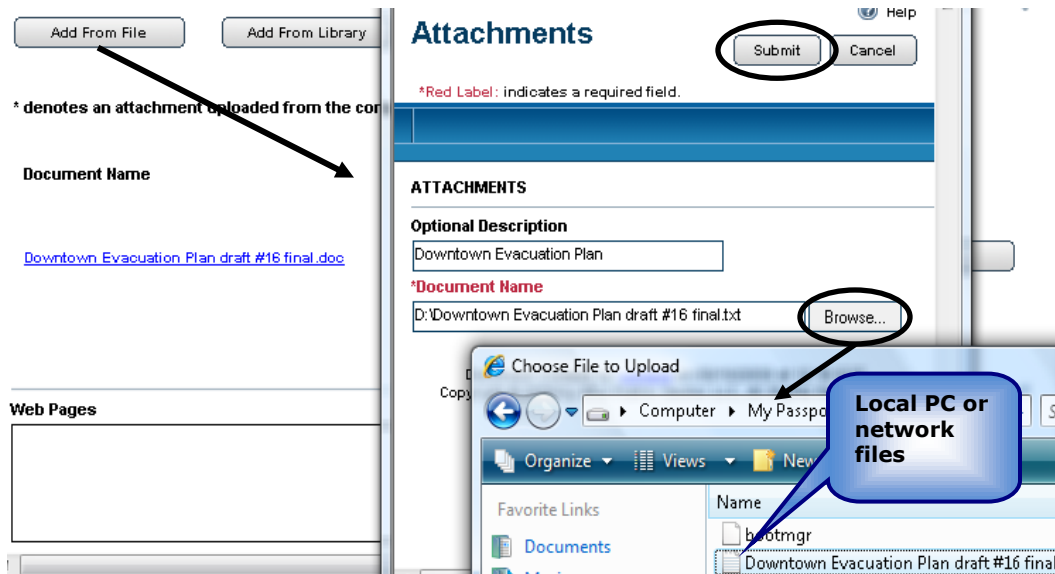 Add From File
Add From Library
* denotes an attachment uploaded from the
Document Name
Downtown Evacuation Plan draft #16 final.doc
Web Pages
Help
Attachments
Submit
Cancel
*Red Label: indicates a required field.
ATTACHMENTS
Optional Description
Downtown Evacuation Plan
*Document Name
D:\Downtown Evacuation Plan draft #16 final.txt
Browse...
Choose File to Upload
Computer
My
Organize
Views
New
Local PC or
network
files
Favorite Links
Documents
Name
bootmgr
Downtown Evacuation Plan draft #16 final